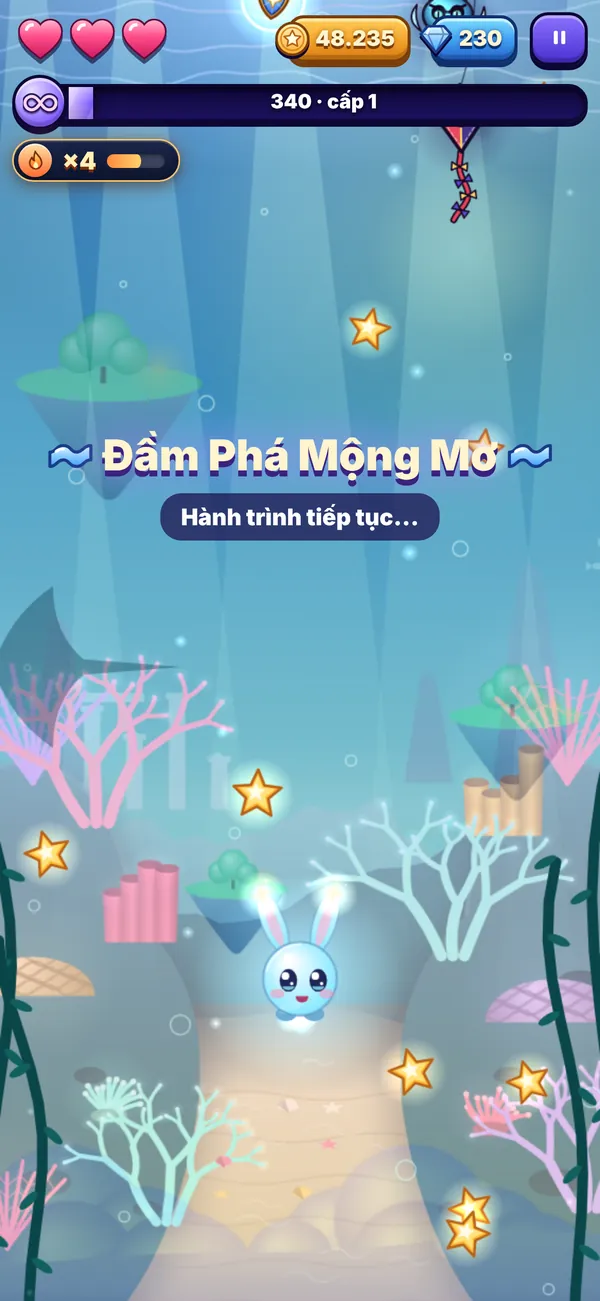 48.235
230
340 · cấp 1
×4
Đầm Phá Mộng Mơ
Hành trình tiếp tục...